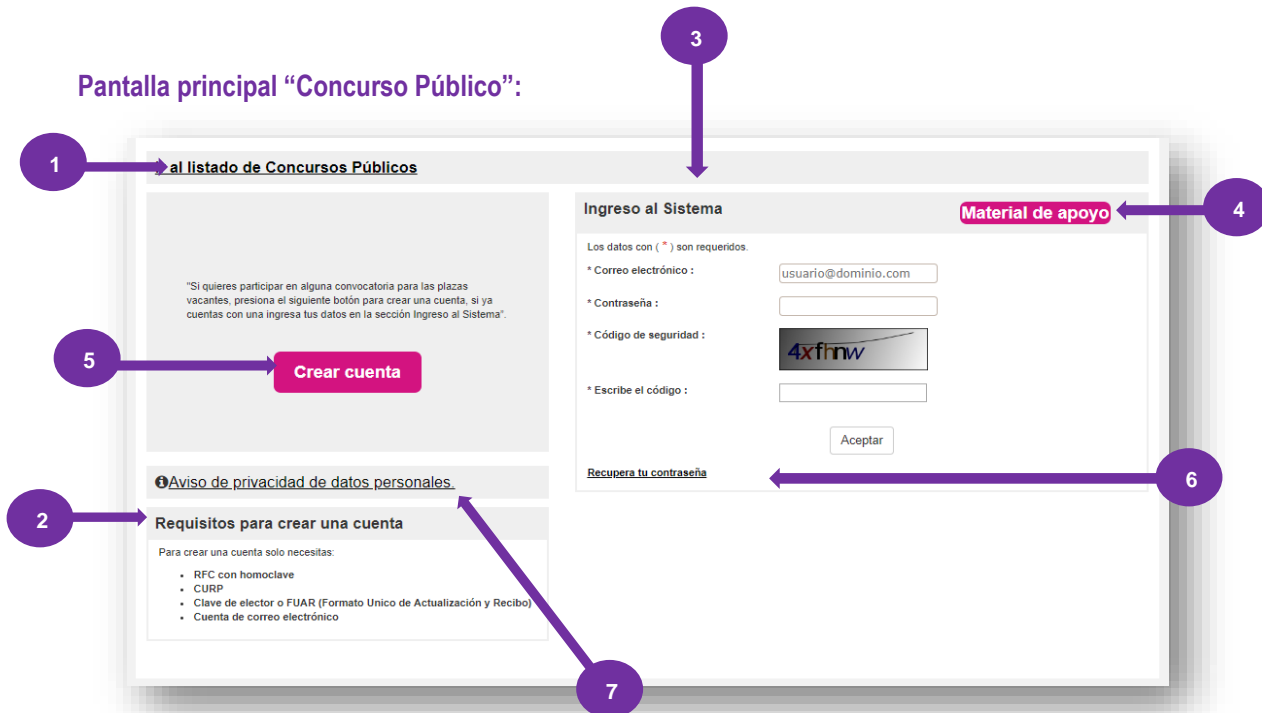 3
Pantalla principal “Concurso Público”:
1
al listado de Concursos Públicos
"Si quieres participar en alguna convocatoria para las plazas
vacantes, presiona el siguiente botón para crear una cuenta, si ya
cuentas con una ingresa tus datos en la sección Ingreso al Sistema".
5
Crear cuenta
Aviso de privacidad de datos personales.
2
Requisitos para crear una cuenta
Para crear una cuenta solo necesitas:
• RFC con homoclave
• CURP
• Clave de elector o FUAR (Formato Unico de Actualización y Recibo)
• Cuenta de correo electrónico
Ingreso al Sistema
Material de apoyo
4
Los datos con ( * ) son requeridos.
* Correo electrónico :
usuario@dominio.com
* Contraseña :
* Código de seguridad :
4xfhnw
* Escribe el código :
Aceptar
Recupera tu contraseña
6
7